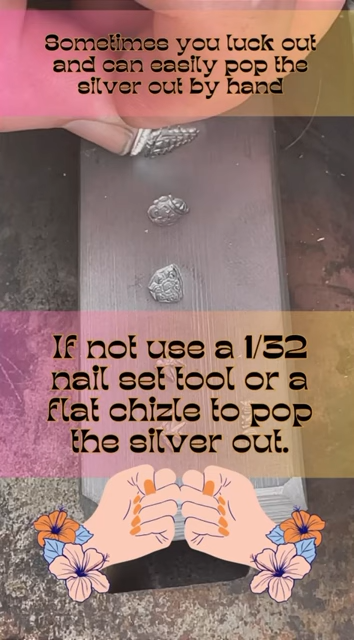 Sometimes you luck out
and can easily pop the
silver out by hand
If not use a 1/32
nail set tool or a
flat chizle to pop
the silver out.